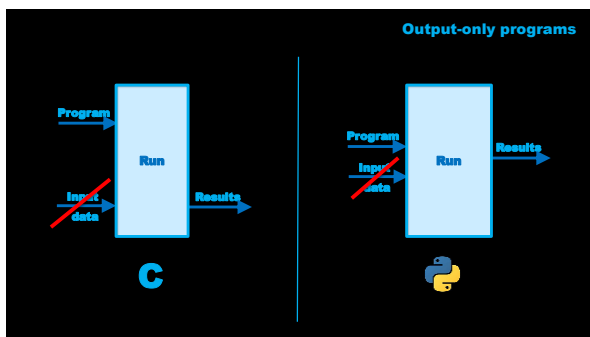 Output-only programs
Program
Run
Input
data
Results
C
Program
Input
data
Run
Results